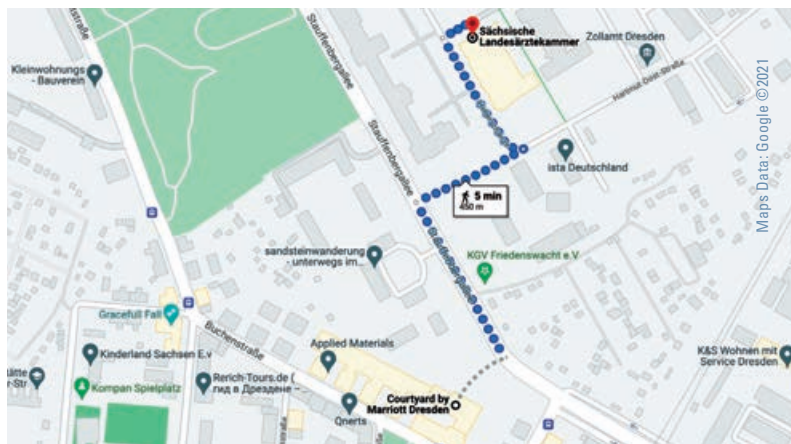 Sächsische
Landesärztekammer
Zollamt Dresden
Kleinwohnungs
- Bauverein
Stauffenbergallee
Hartmut-Dost-Straße
Maps Data: Google ©2021
Stauffenbergallee
ista Deutschland
5 min
450 m
sandsteinwanderung
- unterwegs im...
KGV Friedenswacht e.V
Gracefull Fall
Buchenstraße
Applied Materials
Kinderland Sachsen E.v
K&S Wohnen mit
Service Dresden
Kompan Spielplatz
Rerich-Tours.de (
гид в Дрездене –...
Courtyard by
Marriott Dresden
Qnerts